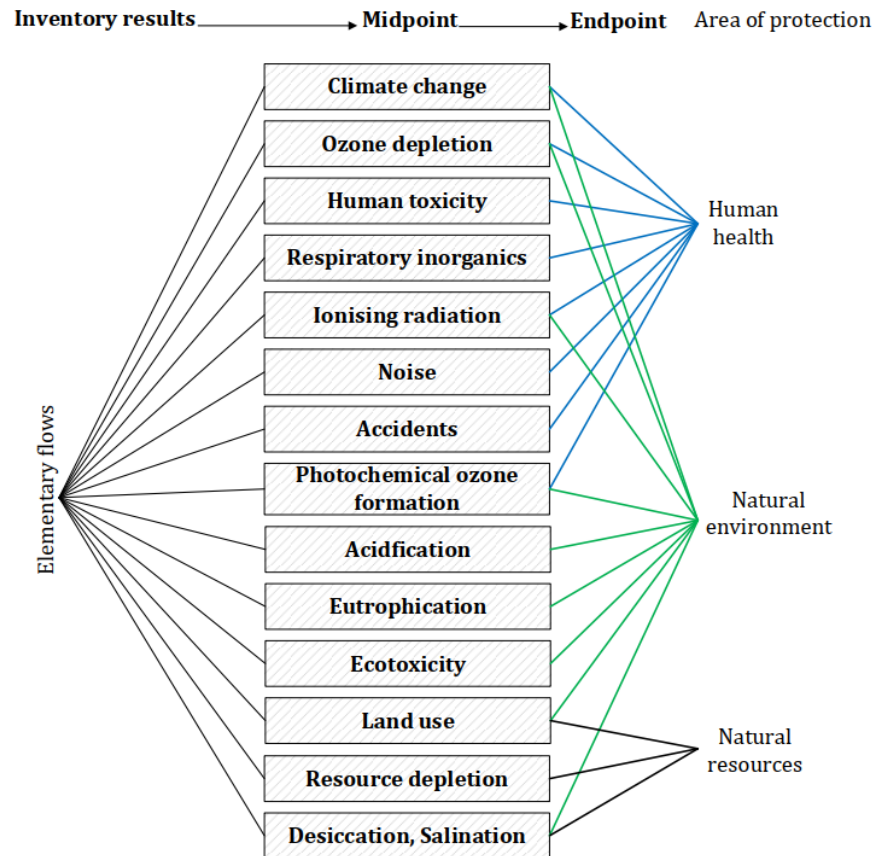 Inventory results Midpoint Endpoint Area of protection
Climate change
Ozone depletion
Human toxicity
Respiratory inorganics
Ionising radiation
Noise
Accidents
Photochemical ozone
formation
Acidfication
Eutrophication
Ecotoxicity
Land use
Resource depletion
Desiccation, Salination
Elementary flows
Human
health
Natural
environment
Natural
resources